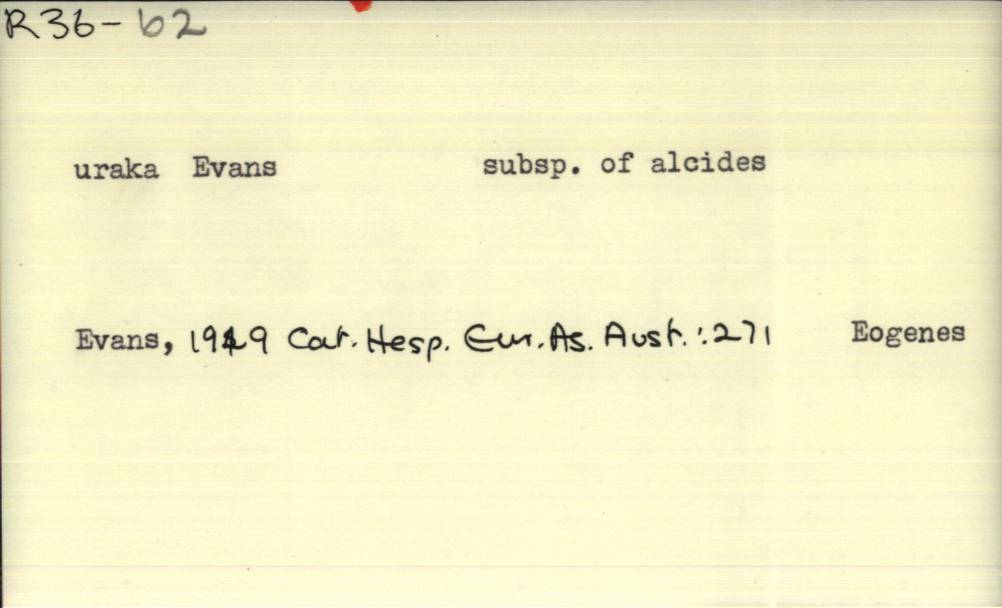 R36-62
uraka Evans subsp. of alcides
Evans, 1949 Cat. Hesp. Eur. As. Aust. :271 Eogenes